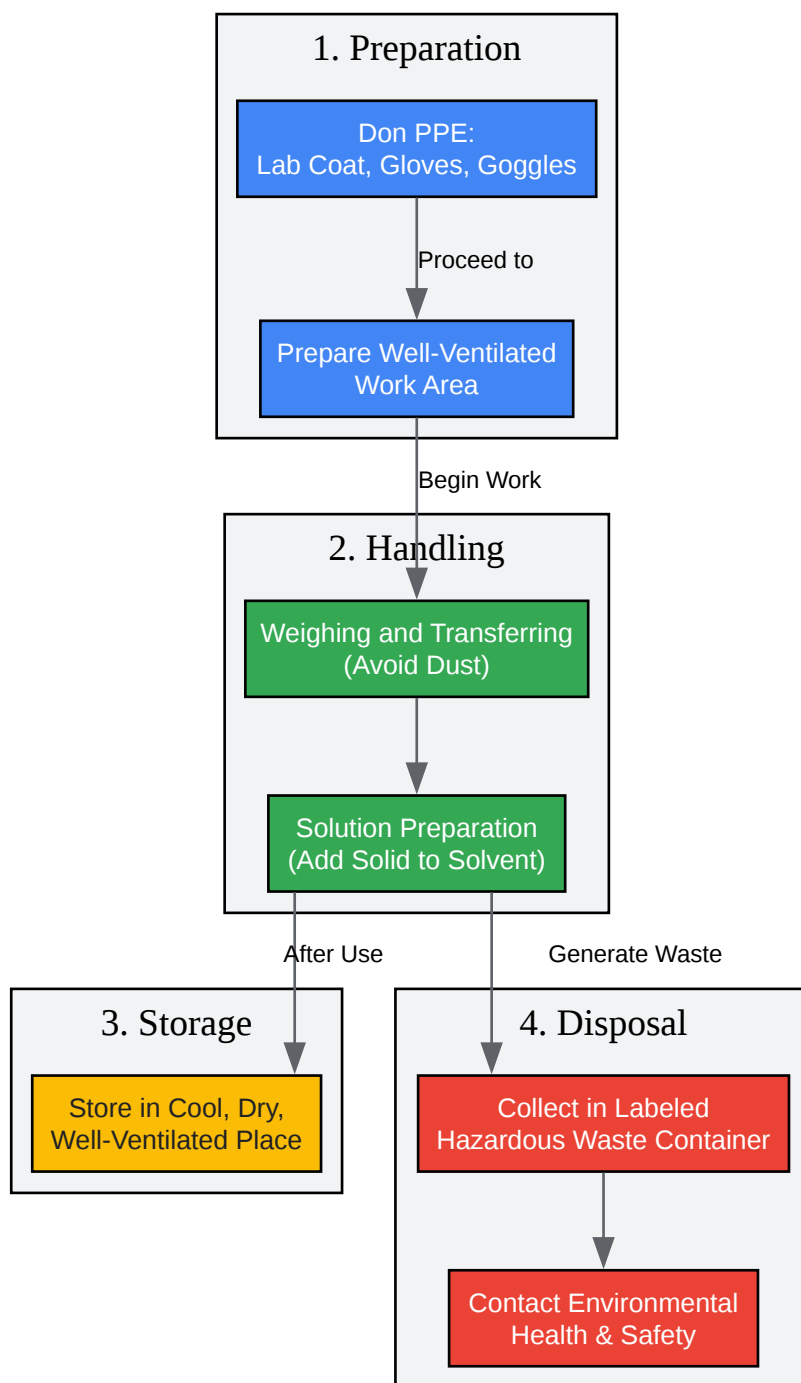 1. Preparation
Don PPE:
Lab Coat, Gloves, Goggles
Proceed to
Prepare Well-Ventilated
Work Area
Begin Work
2. Handling
Weighing and Transferring
(Avoid Dust)
Solution Preparation
(Add Solid to Solvent)
After Use
Generate Waste
3. Storage
Store in Cool, Dry,
Well-Ventilated Place
4. Disposal
Collect in Labeled
Hazardous Waste Container
Contact Environmental
Health & Safety